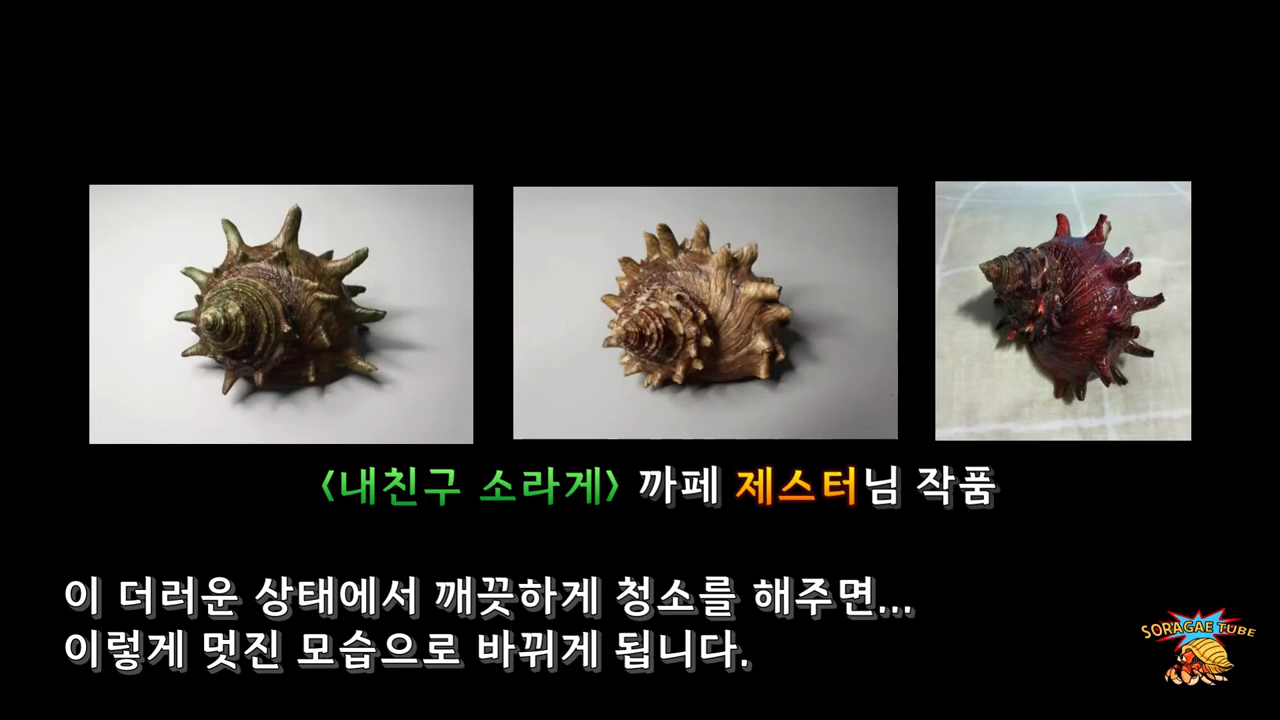 <내친구 소라게> 까페 제스터님 작품
이 더러운 상태에서 깨끗하게 청소를 해주면...
이렇게 멋진 모습으로 바뀌게 됩니다.
SORAGAE TUBE